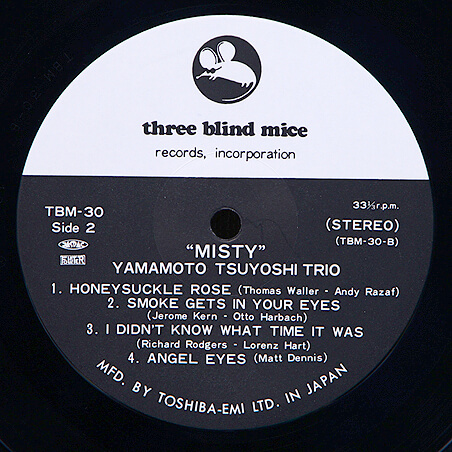 three blind mice
records, incorporation
TBM-30
Side 2
33⅓r.p.m.
(STEREO)
(TBM-30-B)
"MISTY"
YAMAMOTO TSUYOSHI TRIO
1. HONEYSUCKLE ROSE (Thomas Waller - Andy Razaf)
2. SMOKE GETS IN YOUR EYES
(Jerome Kern - Otto Harbach)
3. I DIDN'T KNOW WHAT TIME IT WAS
(Richard Rodgers - Lorenz Hart)
4. ANGEL EYES (Matt Dennis)
MFD. BY TOSHIBA-EMI LTD. IN JAPAN